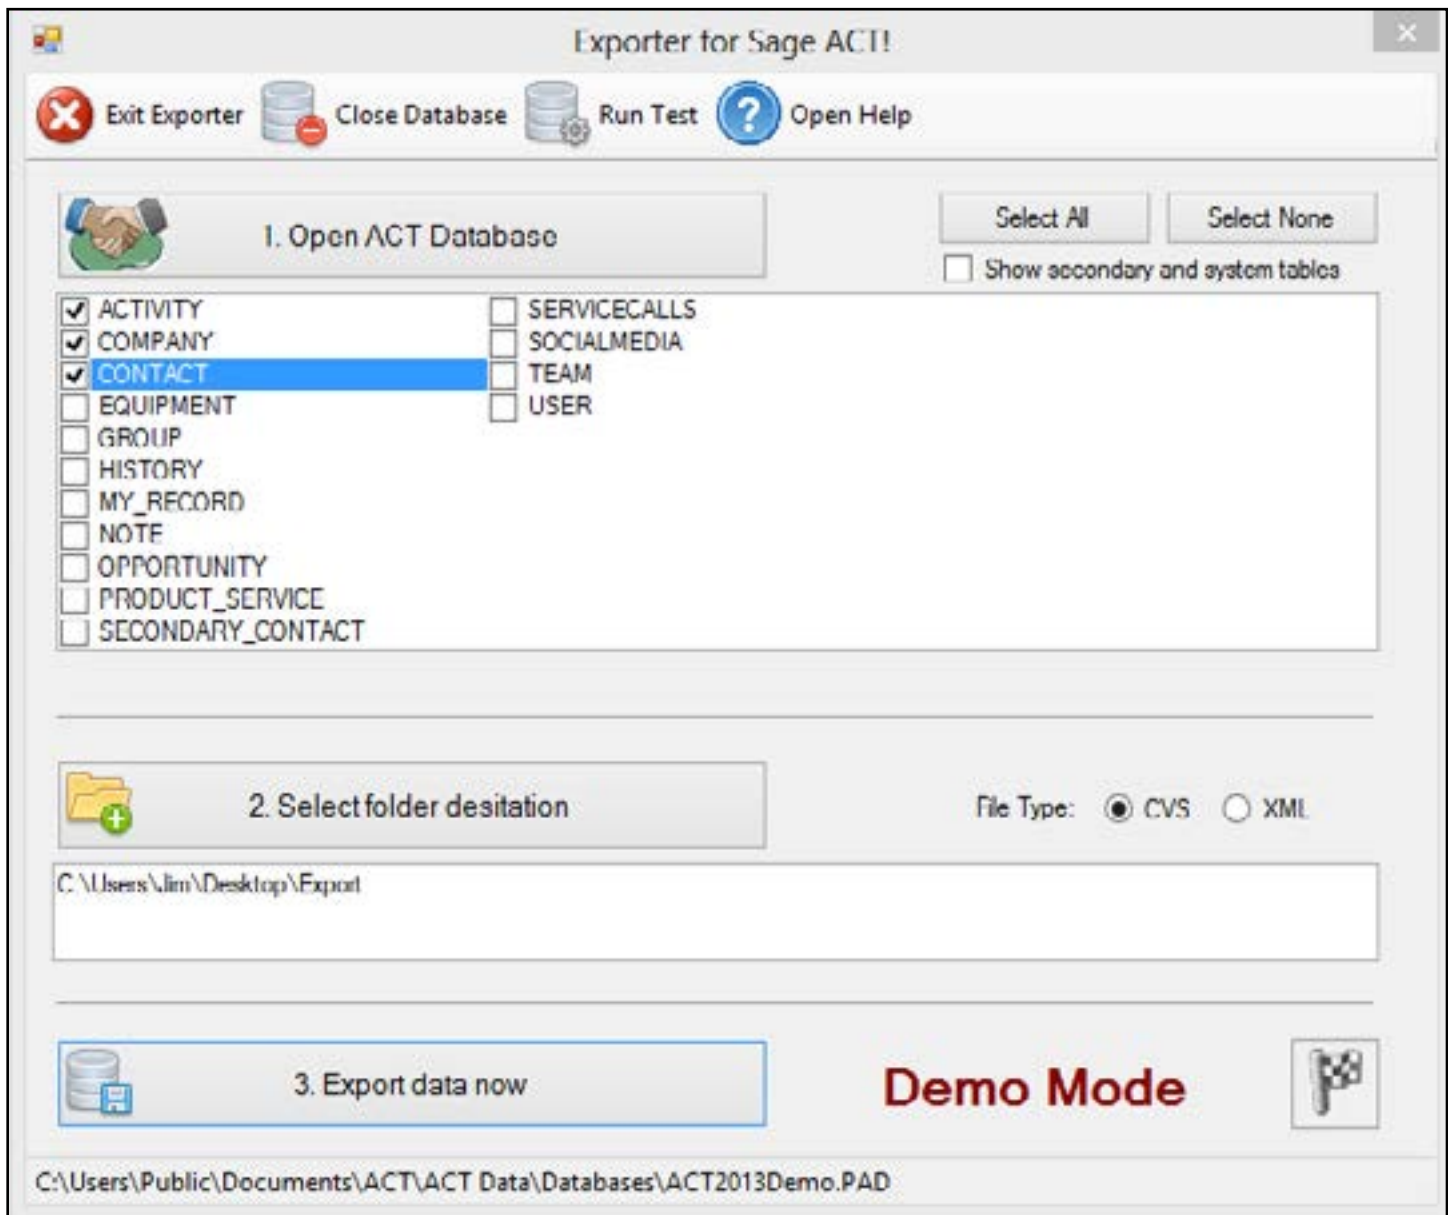 Exporter for Sage ACT!
Exit Exporter Close Database Run Test Open Help
1. Open ACT Database
Select All Select None
Show secondary and system tables
ACTIVITY SERVICECALLS
COMPANY SOCIALMEDIA
CONTACT TEAM
EQUIPMENT USER
GROUP
HISTORY
MY_RECORD
NOTE
OPPORTUNITY
PRODUCT_SERVICE
SECONDARY_CONTACT
2. Select folder desitation
File Type: CVS XML
C:\Users\Jim\Desktop\Export
3. Export data now
Demo Mode
C:\Users\Public\Documents\ACT\ACT Data\Databases\ACT2013Demo.PAD